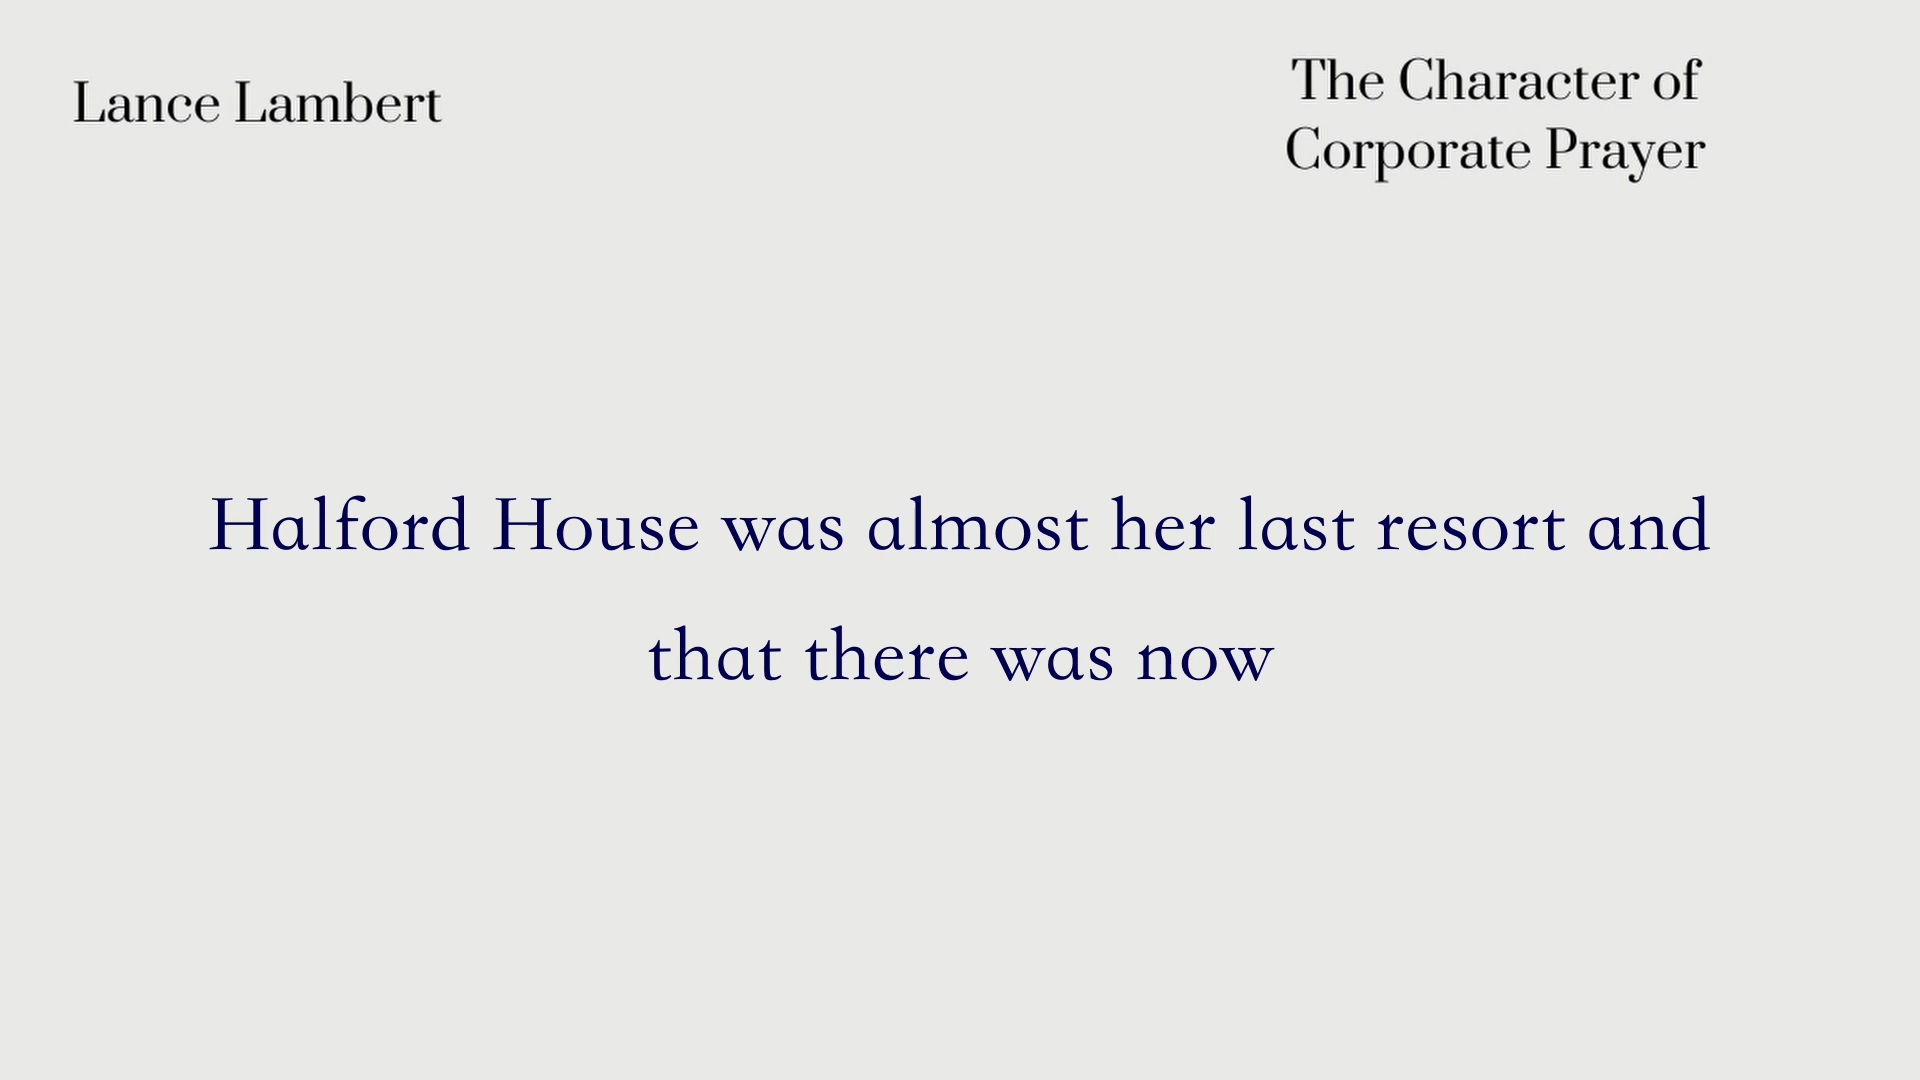 Lance Lambert
The Character of
Corporate Prayer
Halford House was almost her last resort and
that there was now